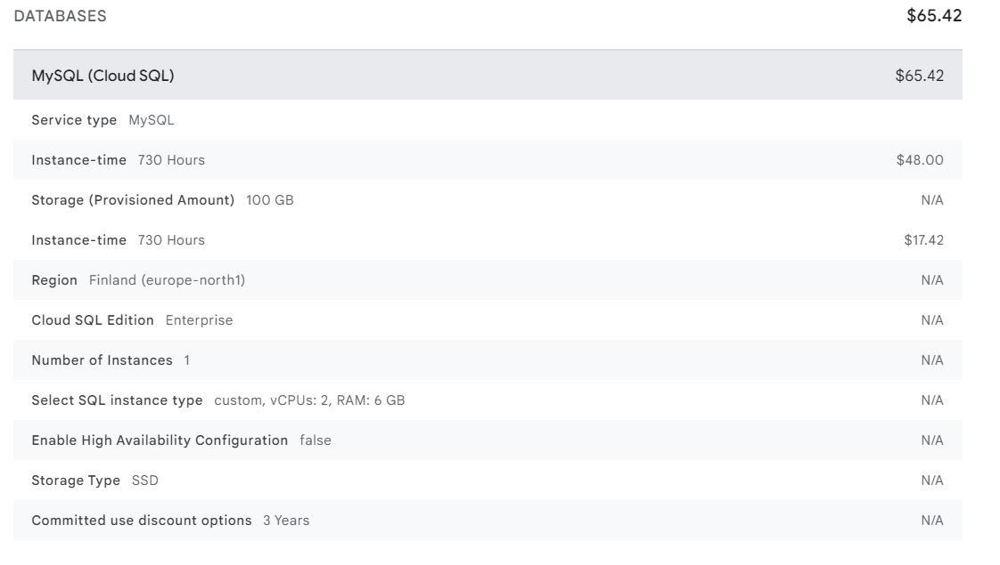 DATABASES $65.42
MySQL (Cloud SQL) $65.42
Service type MySQL
Instance-time 730 Hours $48.00
Storage (Provisioned Amount) 100 GB N/A
Instance-time 730 Hours $17.42
Region Finland (europe-north1) N/A
Cloud SQL Edition Enterprise N/A
Number of Instances 1 N/A
Select SQL instance type custom, vCPUs: 2, RAM: 6 GB N/A
Enable High Availability Configuration false N/A
Storage Type SSD N/A
Committed use discount options 3 Years N/A